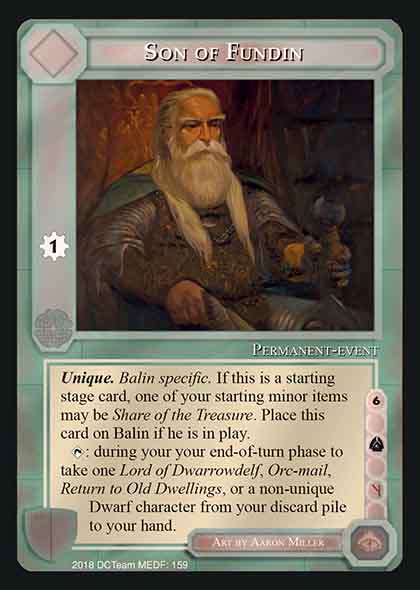 Son of Fundin
1
Permanent-event
Unique. Balin specific. If this is a starting
stage card, one of your starting minor items
may be Share of the Treasure. Place this
card on Balin if he is in play.
: during your your end-of-turn phase to
take one Lord of Dwarrowdelf, Orc-mail,
Return to Old Dwellings, or a non-unique
Dwarf character from your discard pile
to your hand.
6
Art by Aaron Miller
2018 DCTeam MEDF: 159